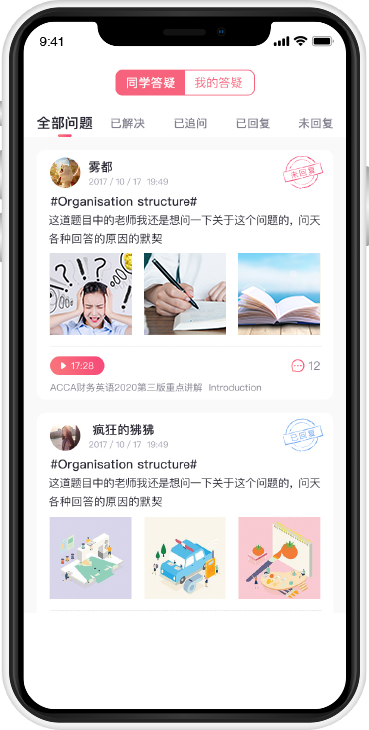 9:41
同学答疑 我的答疑
全部问题 已解决 已追问 已回复 未回复
雾都
2017 / 10 / 17 19:49
未回复
#Organisation structure#
这道题目中的老师我还是想问一下关于这个问题的，问天
各种回答的原因的默契
17:28
12
ACCA财务英语2020第三版重点讲解 Introduction
疯狂的狒狒
2017 / 10 / 17 19:49
已回复
#Organisation structure#
这道题目中的老师我还是想问一下关于这个问题的，问天
各种回答的原因的默契